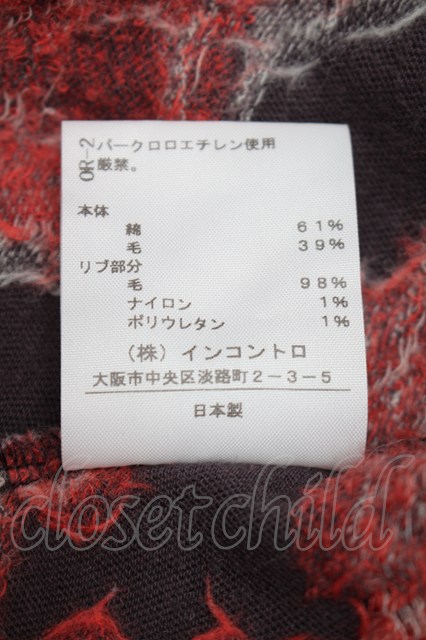 OR-2
パークロロエチレン使用
厳禁。
本体
綿 61%
毛 39%
リブ部分
毛 98%
ナイロン 1%
ポリウレタン 1%
(株)インコントロ
大阪市中央区淡路町2-3-5
日本製
closetchild